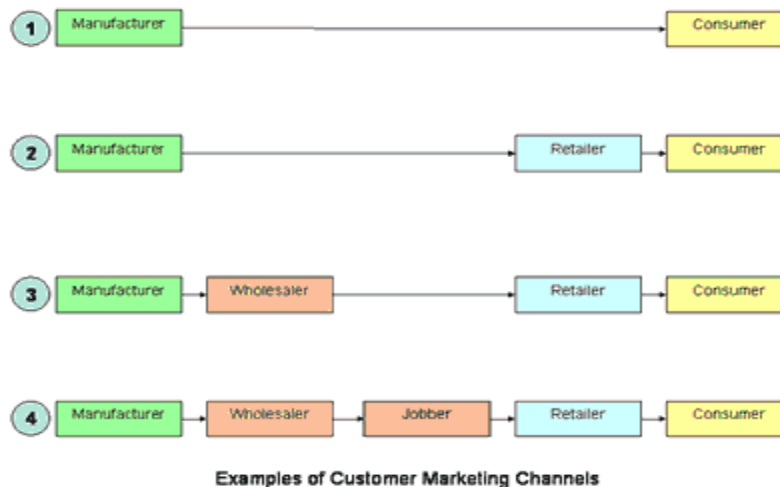 1 Manufacturer Consumer
2 Manufacturer Retailer Consumer
3 Manufacturer Wholesaler Retailer Consumer
4 Manufacturer Wholesaler Jobber Retailer Consumer
Examples of Customer Marketing Channels